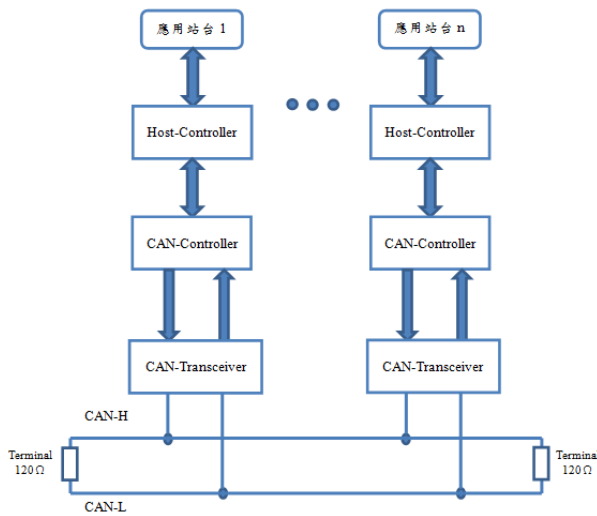 應用站台 1
應用站台 n
Host-Controller
Host-Controller
CAN-Controller
CAN-Controller
CAN-Transceiver
CAN-Transceiver
CAN-H
Terminal
120Ω
Termina
120Ω
CAN-L